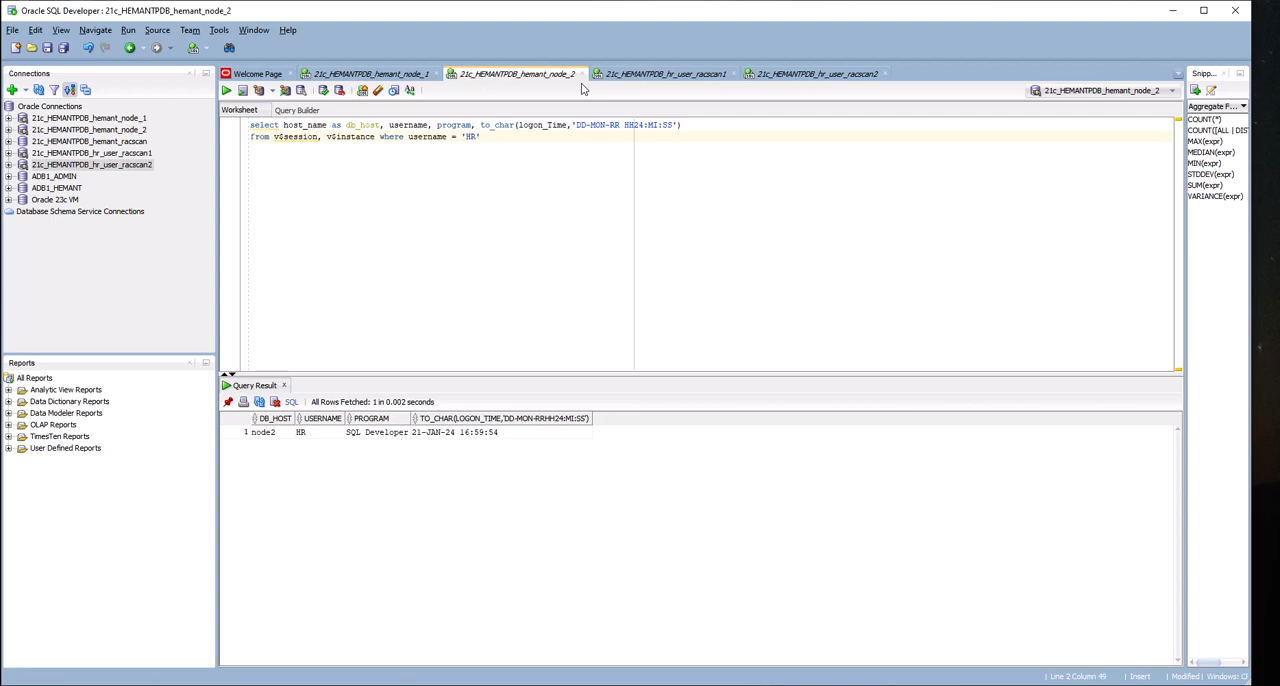 Oracle SQL Developer : 21c_HEMANTPDB_hemant_node_2
File Edit View Navigate Run Source Team Tools Window Help
Connections
Oracle Connections
21c_HEMANTPDB_hemant_node_1
21c_HEMANTPDB_hemant_node_2
21c_HEMANTPDB_hemant_racscan
21c_HEMANTPDB_hr_user_racscan1
21c_HEMANTPDB_hr_user_racscan2
ADB1_ADMIN
ADB1_HEMANT
Oracle 23c VM
Database Schema Service Connections
Reports
All Reports
Analytic View Reports
Data Dictionary Reports
Data Modeler Reports
OLAP Reports
TimesTen Reports
User Defined Reports
Welcome Page 21c_HEMANTPDB_hemant_node_1 21c_HEMANTPDB_hemant_node_2 21c_HEMANTPDB_hr_user_racscan1 21c_HEMANTPDB_hr_user_racscan2
21c_HEMANTPDB_hemant_node_2
Worksheet Query Builder
select host_name as db_host, username, program, to_char(logon_Time,'DD-MON-RR HH24:MI:SS')
from v$session, v$instance where username = 'HR'
Query Result
SQL All Rows Fetched: 1 in 0.002 seconds
DB_HOST USERNAME PROGRAM TO_CHAR(LOGON_TIME,'DD-MON-RRHH24:MI:SS')
1 node2 HR SQL Developer 21-JAN-24 16:59:54
Snipp...
Aggregate F...
COUNT(*)
COUNT([ALL | DIS
MAX(expr)
MEDIAN(expr)
MIN(expr)
STDDEV(expr)
SUM(expr)
VARIANCE(expr)
Line 2 Column 49 Insert Modified Windows: C